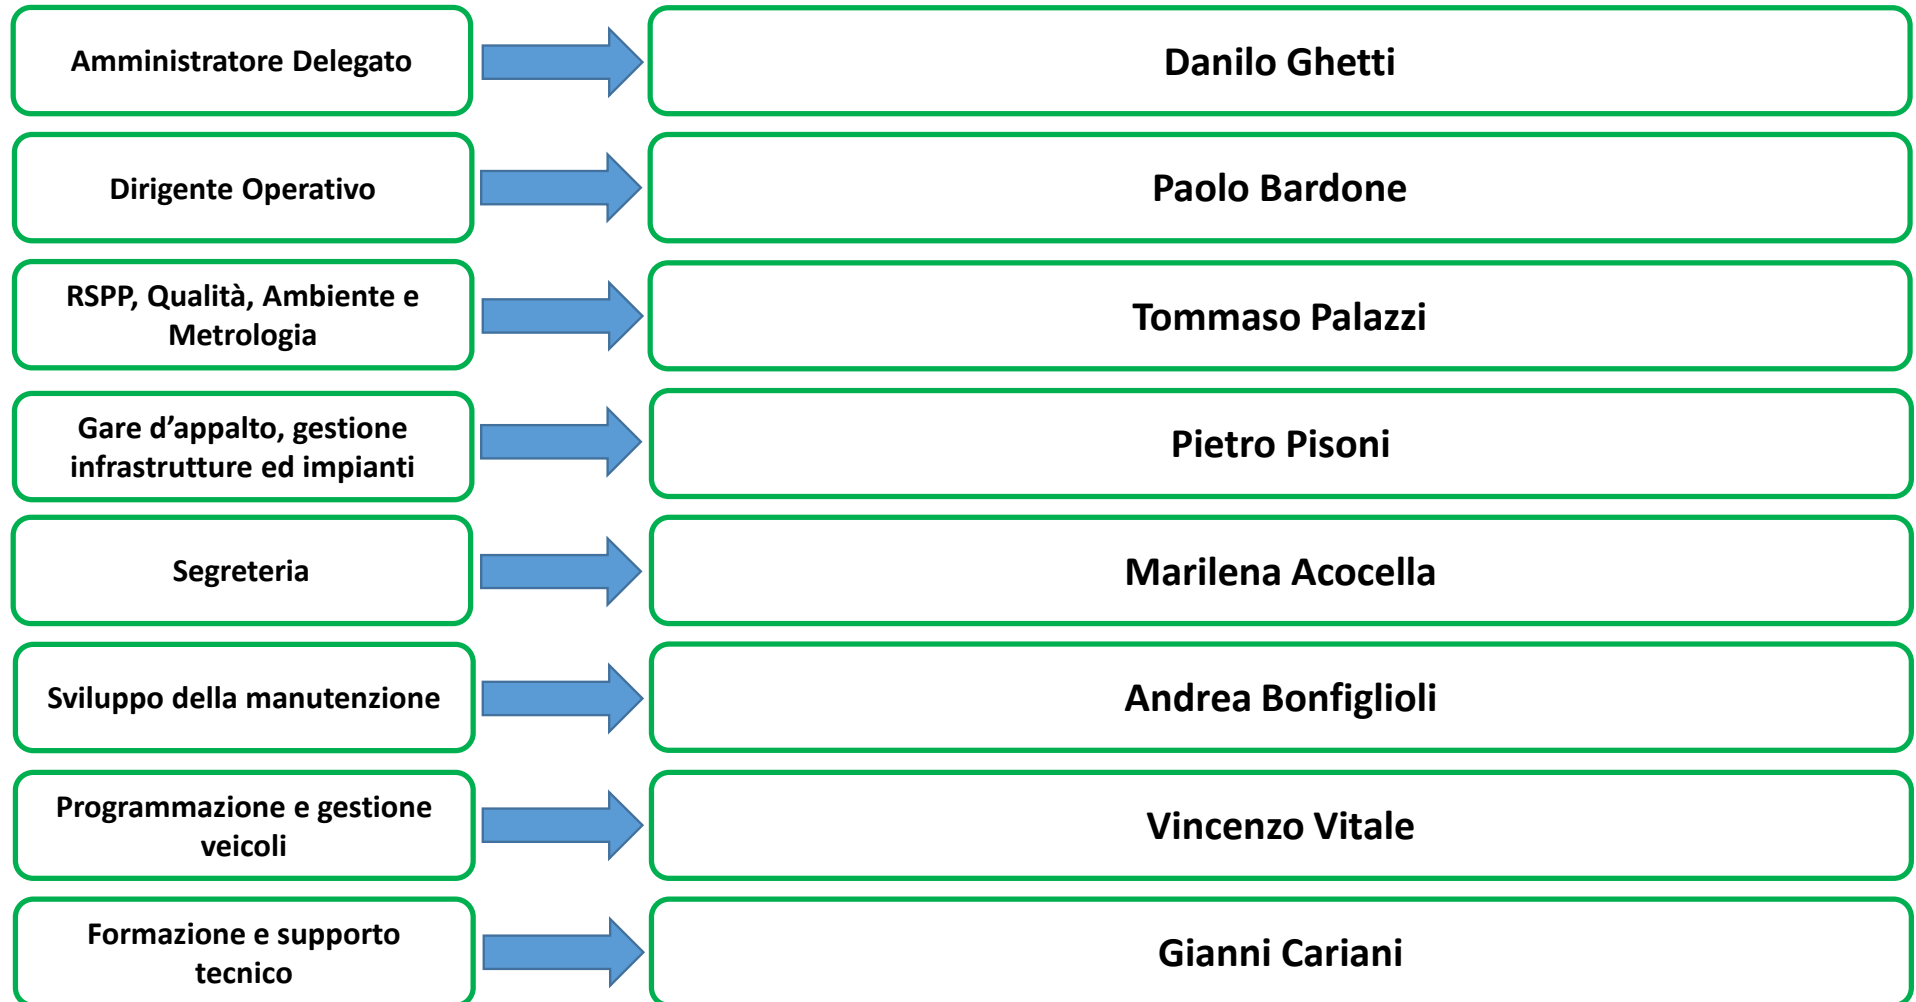 Amministratore Delegato
Danilo Ghetti
Dirigente Operativo
Paolo Bardone
RSPP, Qualità, Ambiente e
Metrologia
Tommaso Palazzi
Gare d’appalto, gestione
infrastrutture ed impianti
Pietro Pisoni
Segreteria
Marilena Acocella
Sviluppo della manutenzione
Andrea Bonfiglioli
Programmazione e gestione
veicoli
Vincenzo Vitale
Formazione e supporto
tecnico
Gianni Cariani